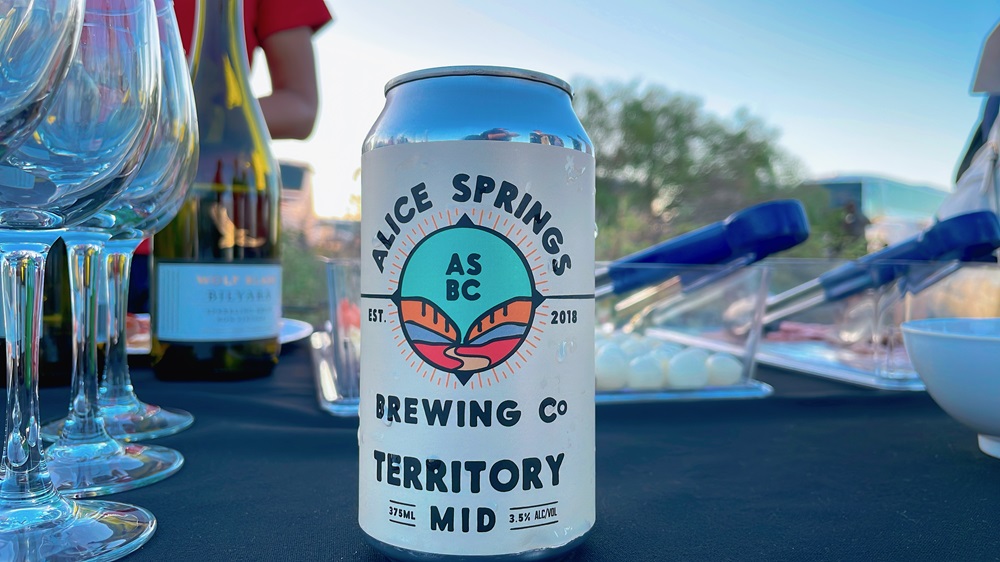 ALICE SPRINGS
AS
BC
EST. 2018
BREWING Co
TERRITORY
375ML MID 3.5% ALC/VOL
BILYARA